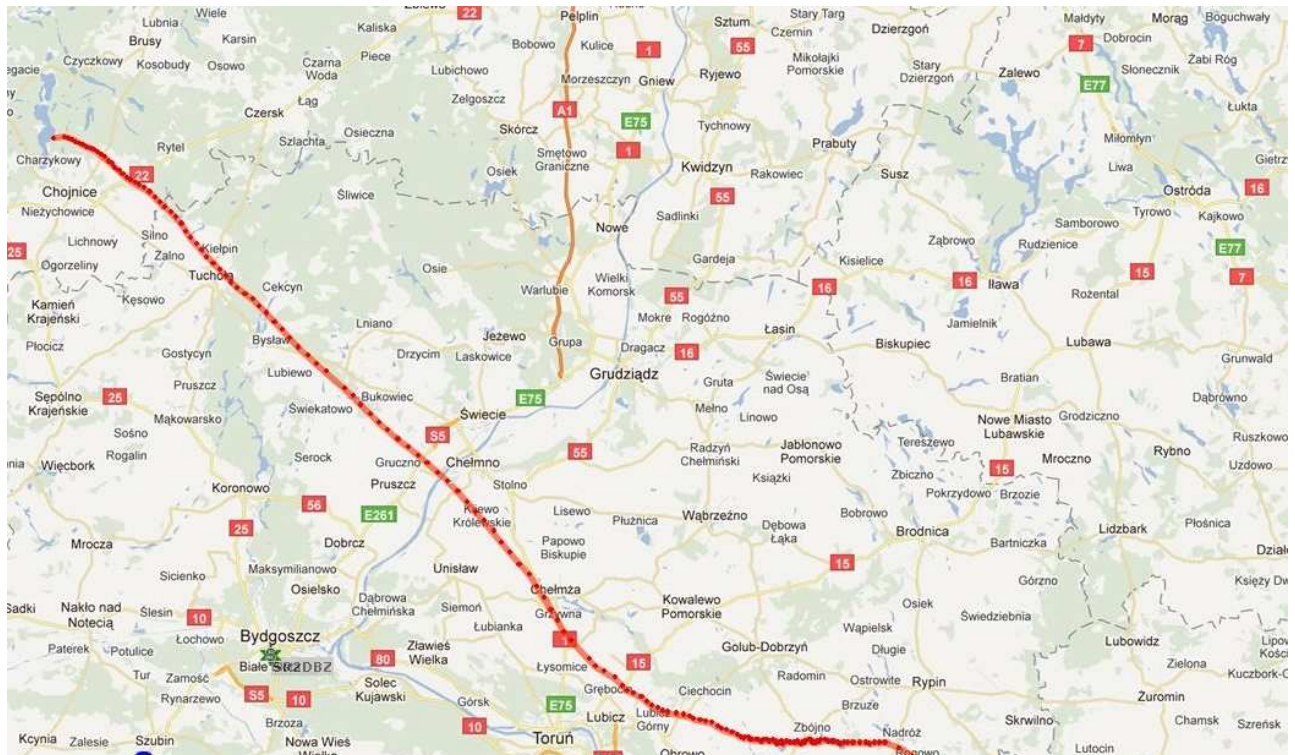 Lubnia
Wiele
Kaliska
22
Pelplin
Sztum
Stary Targ
Małdyty
Morąg
Boguchwały
Brusy
Karsin
Piece
Bobowo
Kulice
1
55
Czernin
Dzierzgoń
7
Dobrocin
Czyczkowy
Kosobudy
Osowo
Czarna
Woda
Lubichowo
Morzeszczyn
Gniew
Ryjewo
Mikołajki
Pomorskie
Stary
Dzierzgoń
Zalewo
Słonecznik
Żabi Róg
E77
Łąg
Zelgoszcz
A1
Czersk
Skórcz
E75
Tychnowy
Łukta
Szlachta
Osieczna
Prabuty
Miłomłyn
Rytel
Smętowo
Graniczne
1
Charzykowy
Osiek
Kwidzyn
Rakowiec
Susz
Liwa
22
Chojnice
Śliwice
55
Ostróda
16
Nieżychowice
Sadlinki
Tyrowo
Kajkowo
Silno
Nowe
Samborowo
Lichnowy
Kiełpin
Ząbrowo
Rudzienice
E77
25
Zalno
Gardeja
Kisielice
Ogorzeliny
Tuchola
Osie
Wielki
Komorsk
16
Iława
15
7
Cekcyn
Warlubie
55
16
Rożental
Kamień
Krajeński
Kęsowo
Mokre
Rogóźno
Łasin
Jamielnik
Lniano
Jeżewo
Bysław
Płocicz
Gostycyn
Drzycim
Laskowice
Grupa
Dragacz
16
Biskupiec
Lubawa
Grunwald
Lubiewo
Grudziądz
Gruta
Świecie
nad Osą
Bratian
Pruszcz
Sępólno
Krajeńskie
25
Bukowiec
E75
Dąbrówno
Świekatowo
Świecie
Mełno
Linowo
Nowe Miasto
Lubawskie
Grodziczno
Mąkowarsko
Sośno
S5
Tereszewo
Ruszkowo
Rogalin
Serock
Gruczno
Chełmno
55
Radzyń
Chełmiński
Jabłonowo
Pomorskie
Rybno
Więcbork
Mroczno
Zbiczno
15
Uzdowo
Koronowo
Pruszcz
Stolno
Książki
Pokrzydowo
Brzozie
56
25
E261
Królewskie
Lisewo
Płużnica
Wąbrzeźno
Bobrowo
Lidzbark
Płośnica
Dębowa
Łąka
Brodnica
Mrocza
Dobrcz
Papowo
Biskupie
Bartniczka
Maksymilianowo
Unisław
15
Sicienko
Chełmża
Górzno
Osielsko
Dąbrowa
Chełmińska
Kowalewo
Pomorskie
Osiek
Świedziebnia
Nakło nad
Notecią
Ślesin
10
Siemoń
Grzywna
Łubianka
Wąpielsk
Lubowidz
Łochowo
Bydgoszcz
1
Golub-Dobrzyń
Paterek
Potulice
Zławieś
Wielka
Długie
Tur
Zamość
80
Łysomice
15
Zielona
SR2DBZ
Radomin
Ostrowite
Rypin
Rynarzewo
S5
10
Solec
Kujawski
Górsk
E75
Ciechocin
Żuromin
Brzoza
10
Lubicz
Lubicz
Górny
Brzuze
Skrwilno
Chamsk
Szreńsk
Kcynia
Zalesie
Szubin
Nowa Wieś
Toruń
Zbójno
Nadróż
Lutocin